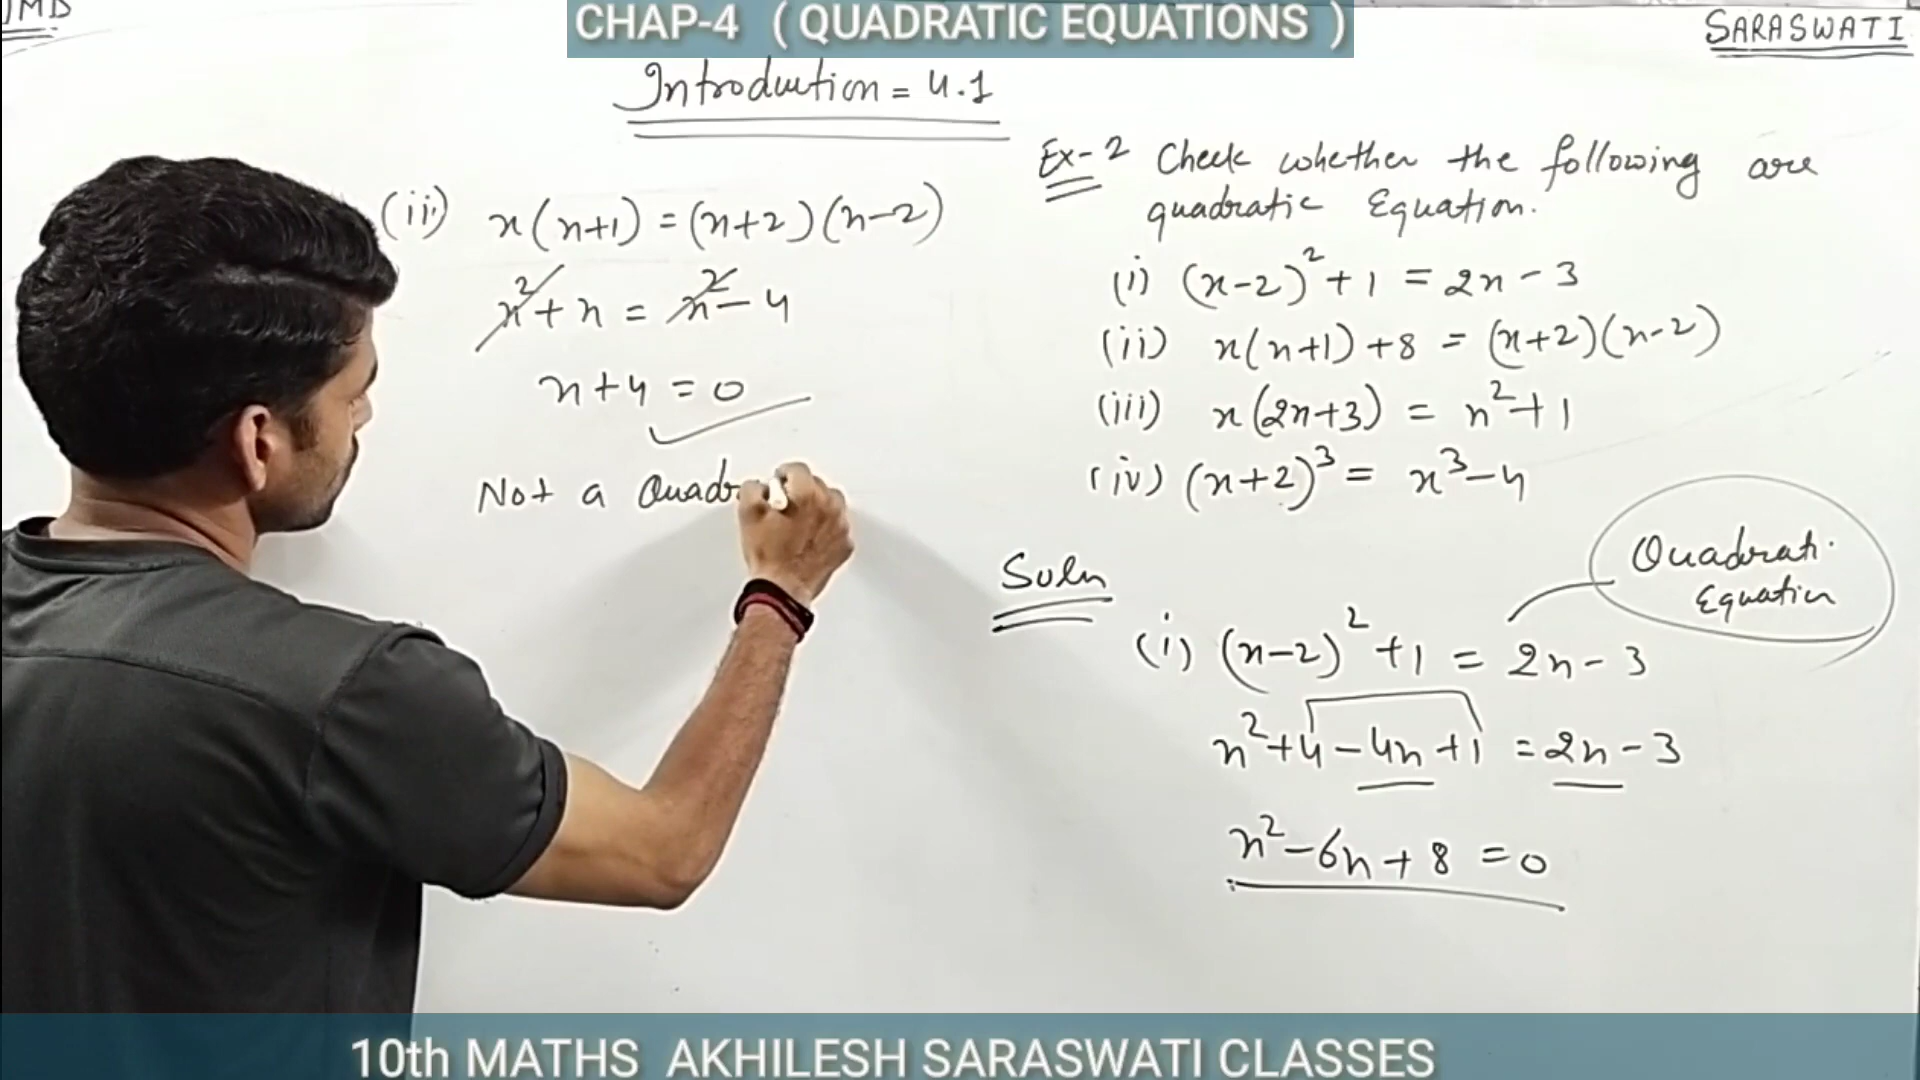 JMD
CHAP-4 ( QUADRATIC EQUATIONS )
SARASWATI
Introduction = 4.1
(ii) x(x+1) = (x+2)(x-2)
x²+x = x²-4
x+4 = 0
Not a Quadr
Ex-2 Check whether the following are
quadratic Equation.
(i) (x-2)²+1 = 2x-3
(ii) x(x+1)+8 = (x+2)(x-2)
(iii) x(2x+3) = x²+1
(iv) (x+2)³ = x³-4
Quadrati.
Equation
Soln
(i) (x-2)²+1 = 2x-3
x²+4-4x+1 = 2x-3
x²-6x+8 = 0
10th MATHS AKHILESH SARASWATI CLASSES